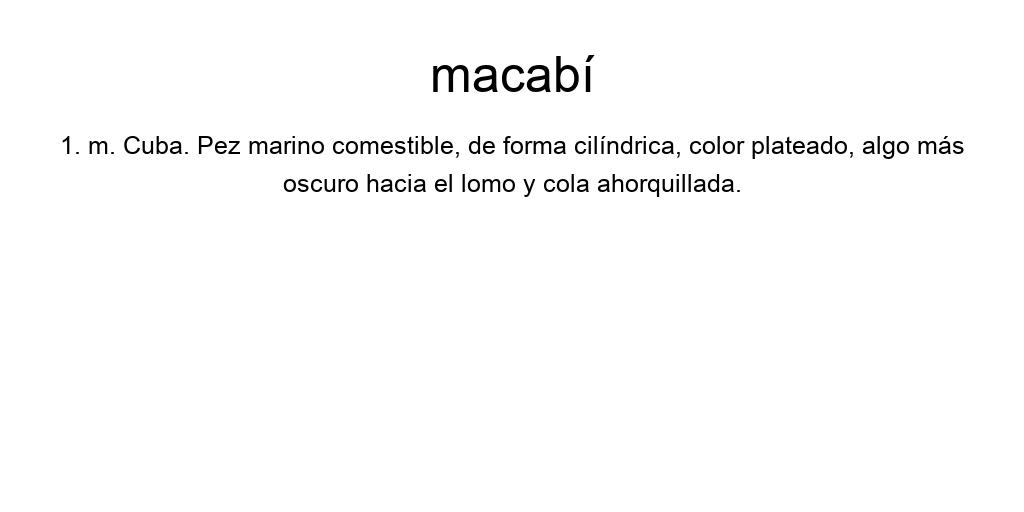 macabí
1. m. Cuba. Pez marino comestible, de forma cilíndrica, color plateado, algo más
oscuro hacia el lomo y cola ahorquillada.